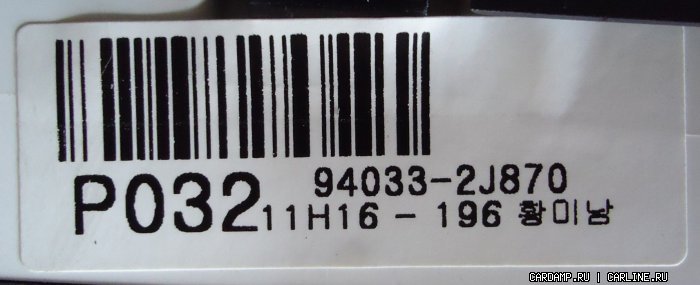 94033-2J870
P032 11H16 - 196 황미낭
CARDAMP.RU | CARLINE.RU